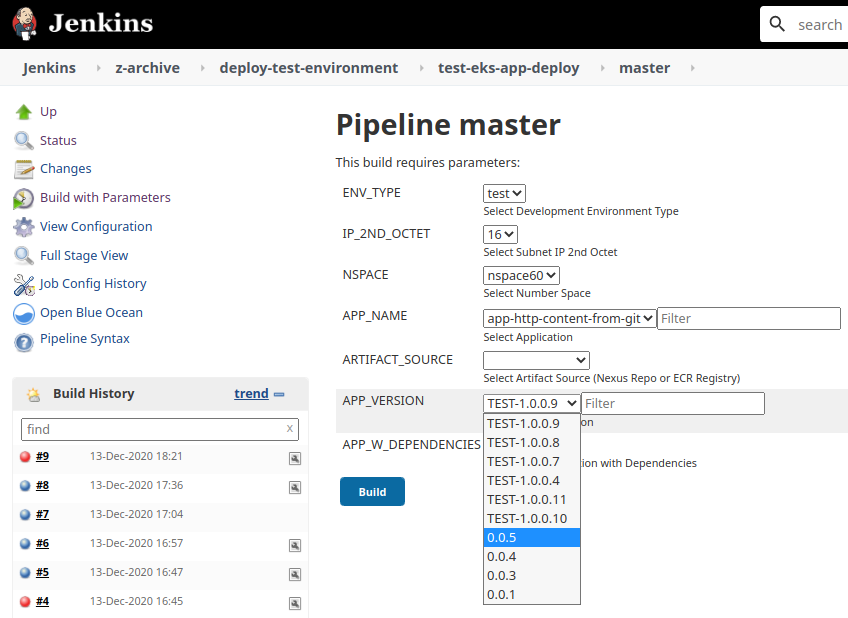 Jenkins
search
Jenkins z-archive deploy-test-environment test-eks-app-deploy master
Up
Status
Changes
Build with Parameters
View Configuration
Full Stage View
Job Config History
Open Blue Ocean
Pipeline Syntax
Build History trend
find x
#9 13-Dec-2020 18:21
#8 13-Dec-2020 17:36
#7 13-Dec-2020 17:04
#6 13-Dec-2020 16:57
#5 13-Dec-2020 16:47
#4 13-Dec-2020 16:45
Pipeline master
This build requires parameters:
ENV_TYPE test
Select Development Environment Type
IP_2ND_OCTET 16
Select Subnet IP 2nd Octet
NSPACE nspace60
Select Number Space
APP_NAME app-http-content-from-git Filter
Select Application
ARTIFACT_SOURCE
Select Artifact Source (Nexus Repo or ECR Registry)
APP_VERSION TEST-1.0.0.9 Filter
on
APP_W_DEPENDENCIES
ion with Dependencies
TEST-1.0.0.9
TEST-1.0.0.8
TEST-1.0.0.7
TEST-1.0.0.4
TEST-1.0.0.11
TEST-1.0.0.10
0.0.5
0.0.4
0.0.3
0.0.1
Build